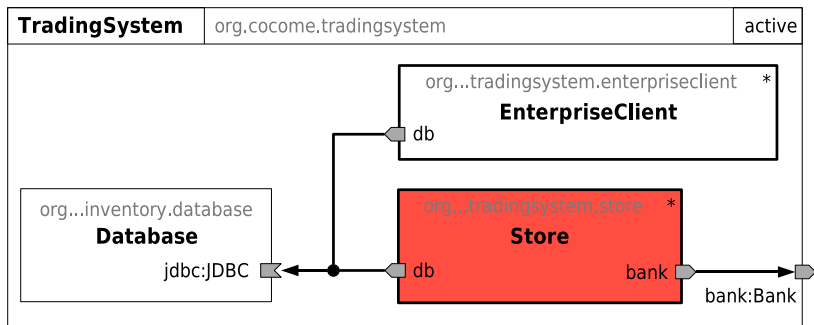 TradingSystem org.cocome.tradingsystem active
org...tradingsystem.enterpriseclient *
EnterpriseClient
db
org...inventory.database
Database
jdbc:JDBC
org...tradingsystem.store *
Store
db
bank
bank:Bank